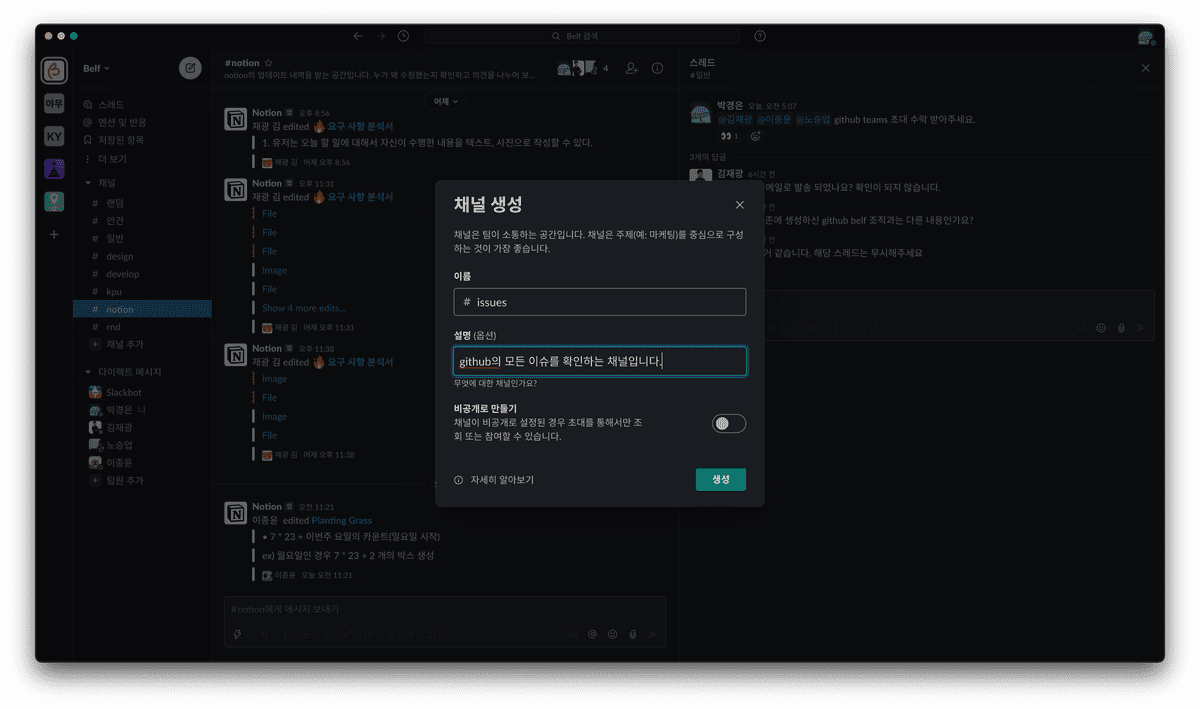 Belf 검색
야우
KY
Belf
스레드
멘션 및 반응
저장된 항목
더 보기
채널
# 랜덤
# 안건
# 일반
# design
# develop
# kpu
# notion
# rnd
+ 채널 추가
다이렉트 메시지
Slackbot
박경은 나
김재광
노승업
이종윤
+ 팀원 추가
#notion
notion의 업데이트 내역을 받는 공간입니다. 누가 수정했는지 확인하고 의견을 나누어 보...
4
어제
Notion 앱 오후 8:56
재광 김 edited 🔥 요구 사항 분석서
1. 유저는 오늘 할 일에 대해서 자신이 수행한 내용을 텍스트, 사진으로 작성할 수 있다.
재광 김 어제 오후 8:56
Notion 앱 오후 11:31
재광 김 edited 🔥 요구 사항 분석서
File
File
File
Image
File
Show 4 more edits...
재광 김 어제 오후 11:31
Notion 앱 오후 11:38
재광 김 edited 🔥 요구 사항 분석서
Image
File
Image
File
재광 김 어제 오후 11:38
Notion 앱 오전 11:21
이종윤 edited Planting Grass
• 7 * 23 + 이번주 요일의 카운트(일요일 시작)
ex) 월요일인 경우 7 * 23 + 2 개의 박스 생성
이종윤 오늘 오전 11:21
#notion에게 메시지 보내기
채널 생성
채널은 팀이 소통하는 공간입니다. 채널은 주제(예: 마케팅)를 중심으로 구성
하는 것이 가장 좋습니다.
이름
# issues
설명 (옵션)
github의 모든 이슈를 확인하는 채널입니다.
무엇에 대한 채널인가요?
비공개로 만들기
채널이 비공개로 설정된 경우 초대를 통해서만 조
회 또는 참여할 수 있습니다.
자세히 알아보기
생성
스레드
#일반
박경은 오늘, 오전 5:07
@김재광 @이종윤 @노승업 github teams 초대 수락 받아주세요.
👀 1
3개의 답글
김재광 6시간 전
메일로 발송 되었나요? 확인이 되지 않습니다.
전
존에 생성하신 github belf 조직과는 다른 내용인가요?
전
거 같습니다. 해당 스레드는 무시해주세요